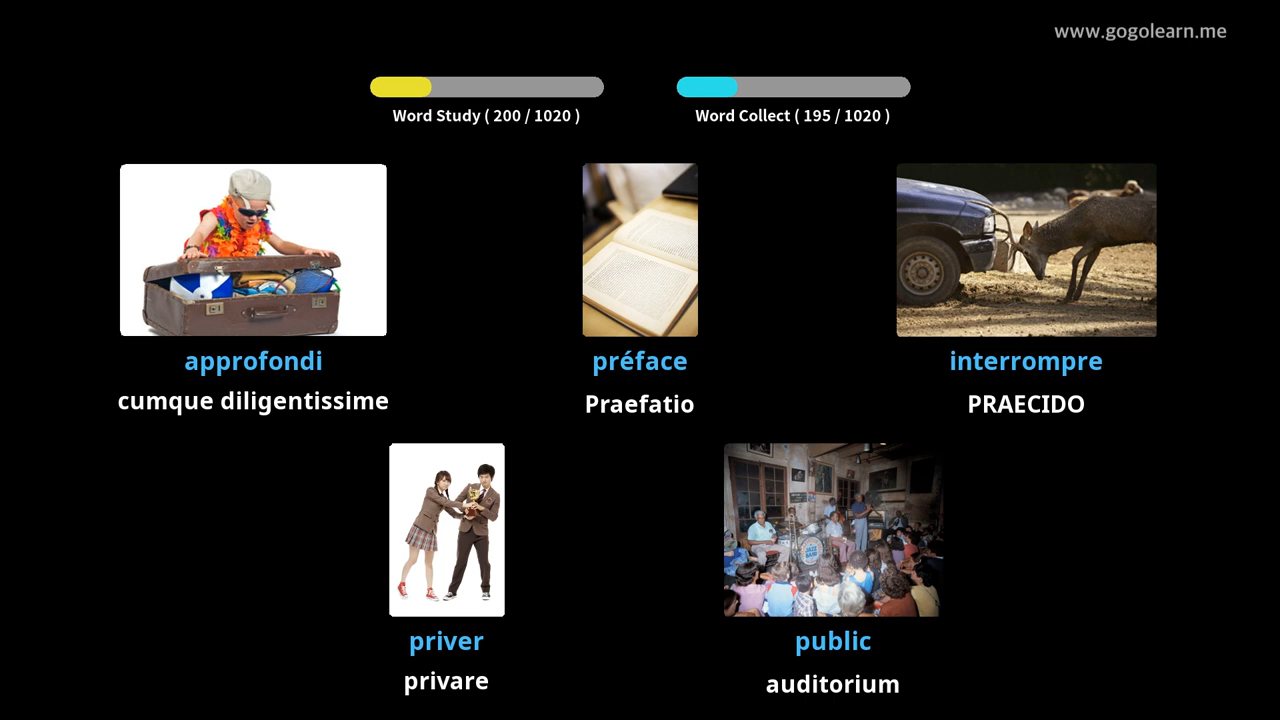 www.gogolearn.me
Word Study ( 200 / 1020 )
Word Collect ( 195 / 1020 )
approfondi
cumque diligentissime
préface
Praefatio
interrompre
PRAECIDO
priver
privare
public
auditorium